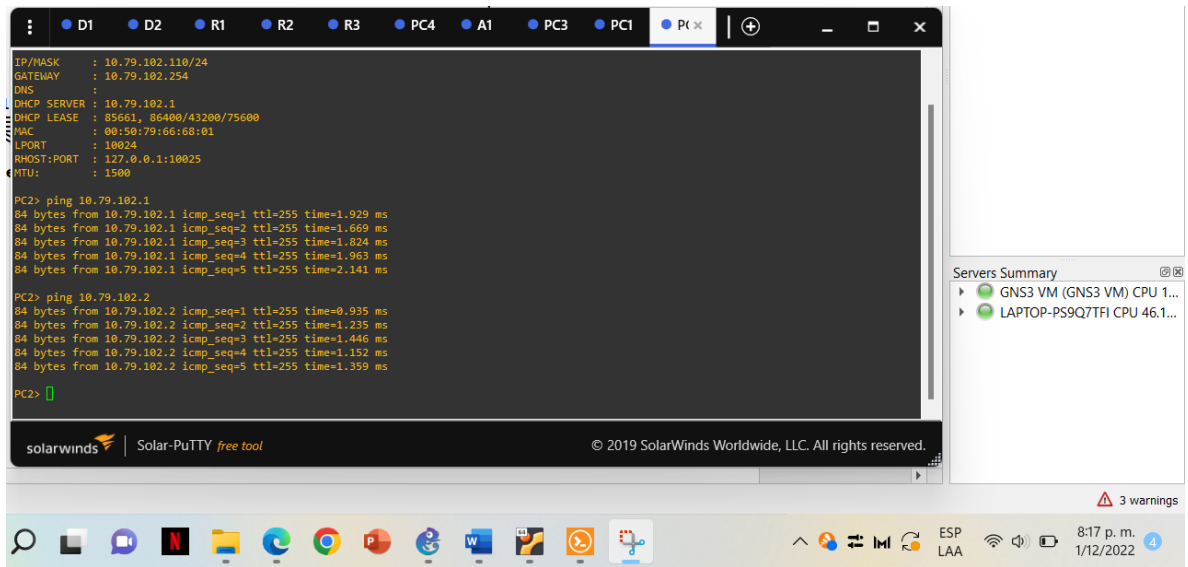 D1 D2 R1 R2 R3 PC4 A1 PC3 PC1
IP/MASK : 10.79.102.110/24
GATEWAY : 10.79.102.254
DNS :
DHCP SERVER : 10.79.102.1
DHCP LEASE : 85661, 86400/43200/75600
MAC : 00:50:79:66:68:01
LPORT : 10024
RHOST:PORT : 127.0.0.1:10025
MTU: : 1500
PC2> ping 10.79.102.1
84 bytes from 10.79.102.1 icmp_seq=1 ttl=255 time=1.929 ms
84 bytes from 10.79.102.1 icmp_seq=2 ttl=255 time=1.669 ms
84 bytes from 10.79.102.1 icmp_seq=3 ttl=255 time=1.824 ms
84 bytes from 10.79.102.1 icmp_seq=4 ttl=255 time=1.963 ms
84 bytes from 10.79.102.1 icmp_seq=5 ttl=255 time=2.141 ms
PC2> ping 10.79.102.2
84 bytes from 10.79.102.2 icmp_seq=1 ttl=255 time=0.935 ms
84 bytes from 10.79.102.2 icmp_seq=2 ttl=255 time=1.235 ms
84 bytes from 10.79.102.2 icmp_seq=3 ttl=255 time=1.446 ms
84 bytes from 10.79.102.2 icmp_seq=4 ttl=255 time=1.152 ms
84 bytes from 10.79.102.2 icmp_seq=5 ttl=255 time=1.359 ms
PC2>
solarwinds Solar-PuTTY free tool © 2019 SolarWinds Worldwide, LLC. All rights reserved.
Servers Summary
GNS3 VM (GNS3 VM) CPU 1...
LAPTOP-PS9Q7TFI CPU 46.1...
3 warnings
ESP
LAA
8:17 p. m.
1/12/2022
4